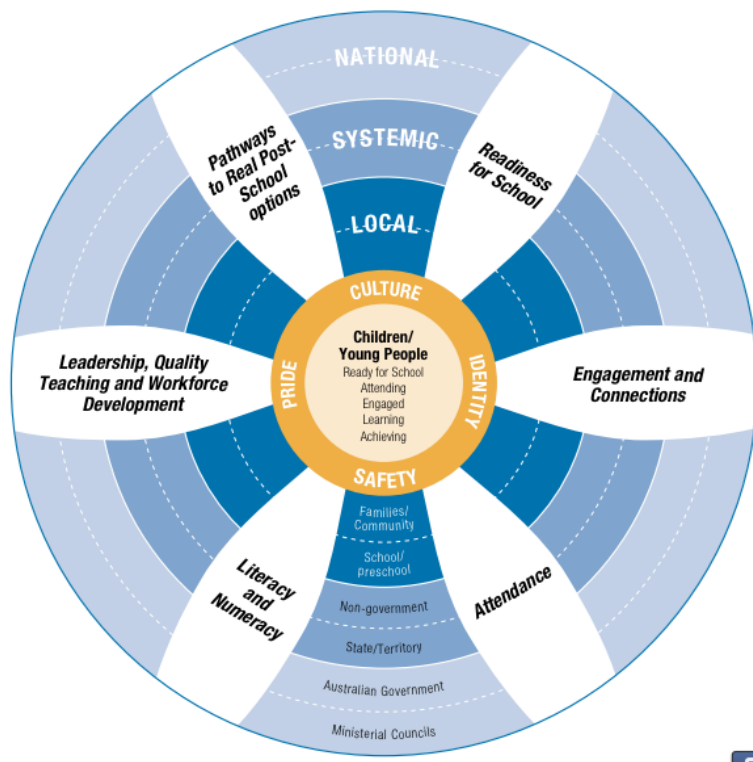 NATIONAL
SYSTEMIC
LOCAL
Pathways
to Real Post-
School
options
Readiness
for School
CULTURE
Children/
Young People
Ready for School
Attending
Engaged
Learning
Achieving
PRIDE
IDENTITY
SAFETY
Leadership, Quality
Teaching and Workforce
Development
Engagement and
Connections
Families/
Community
School/
preschool
Literacy
and
Numeracy
Attendance
Non-government
State/Territory
Australian Government
Ministerial Councils